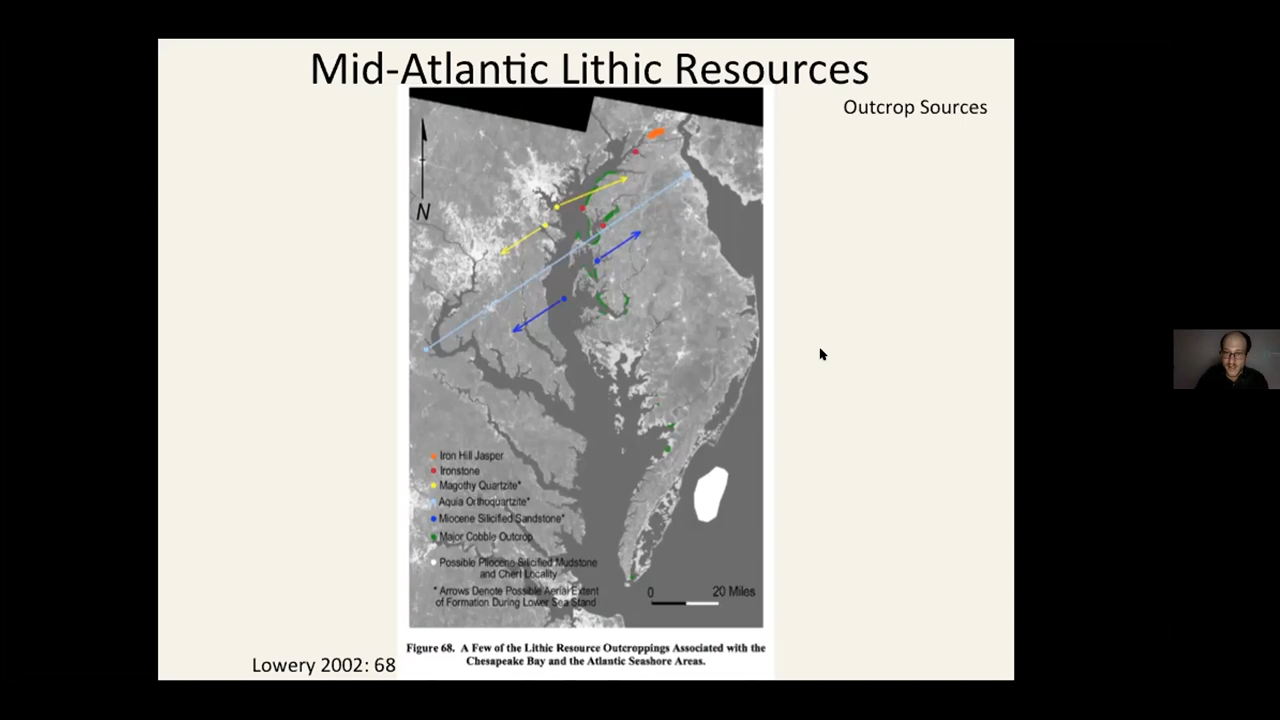 Mid-Atlantic Lithic Resources
Outcrop Sources
N
Iron Hill Jasper
Ironstone
Magothy Quartzite*
Aquia Orthoquartzite*
Miocene Silicified Sandstone*
Major Cobble Outcrop
Possible Pliocene Silicified Mudstone
and Chert Locality
* Arrows Denote Possible Aerial Extent
of Formation During Lower Sea Stand
0 20 Miles
Figure 68. A Few of the Lithic Resource Outcroppings Associated with the
Chesapeake Bay and the Atlantic Seashore Areas.
Lowery 2002: 68